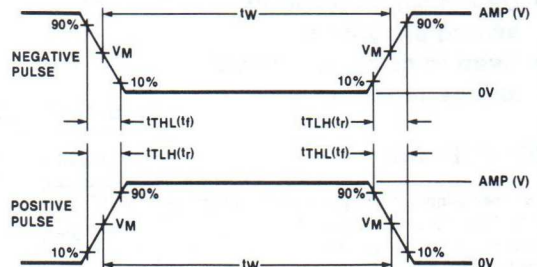 tW
AMP (V)
90%
90%
VM
VM
NEGATIVE
PULSE
10%
10%
0V
tTHL(tf)
tTLH(tr)
tTLH(tr)
tTHL(tf)
AMP (V)
90%
90%
POSITIVE
PULSE
VM
VM
10%
10%
tW
0V